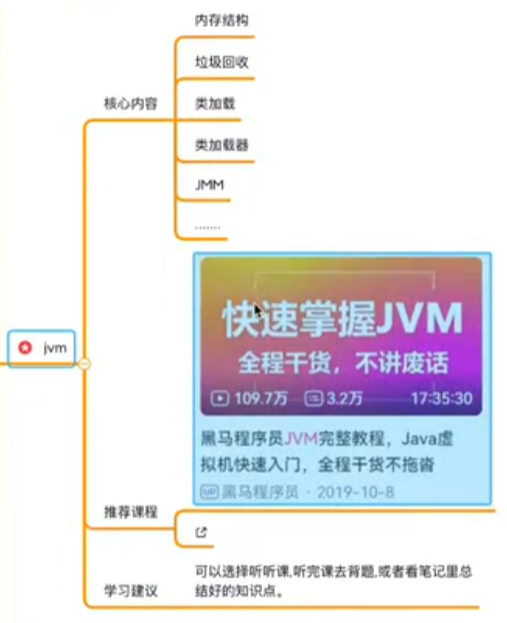 内存结构
垃圾回收
核心内容
类加载
类加载器
JMM
.......
快速掌握JVM
全程干货，不讲废话
109.7万 3.2万 17:35:30
jvm
黑马程序员JVM完整教程，Java虚
拟机快速入门，全程干货不拖沓
UP 黑马程序员 · 2019-10-8
推荐课程
可以选择听听课,听完课去背题,或者看笔记里总
结好的知识点。
学习建议